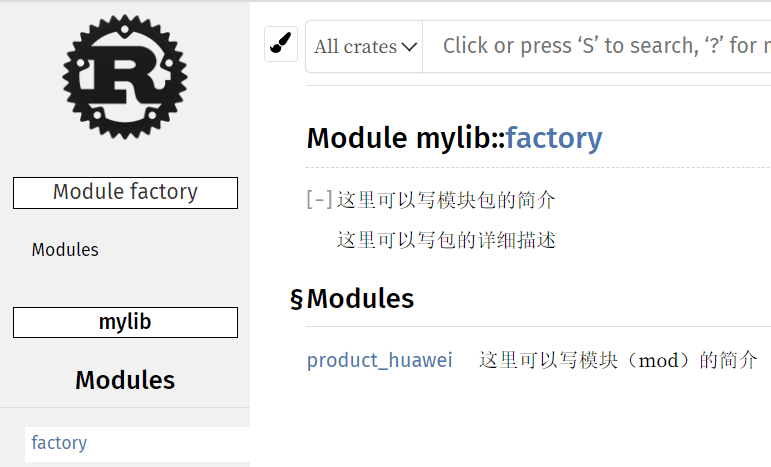 R
Module factory
Modules
mylib
Modules
factory
All crates
Click or press ‘S’ to search, ‘?’ for
Module mylib::factory
[−] 这里可以写模块包的简介
这里可以写包的详细描述
§Modules
product_huawei 这里可以写模块（mod）的简介